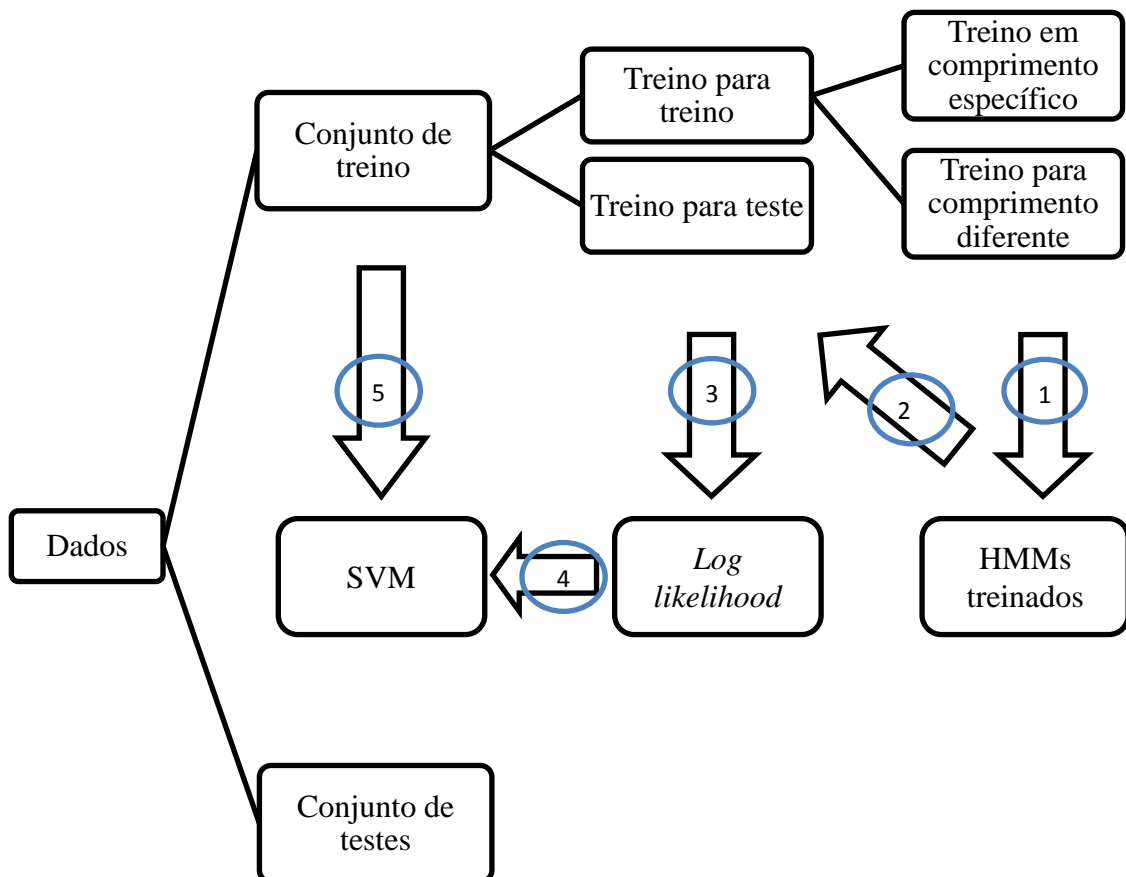 Treino em
comprimento
específico
Treino para
treino
Conjunto de
treino
Treino para teste
Treino para
comprimento
diferente
5
3
2
1
Dados
SVM
4
Log
likelihood
HMMs
treinados
Conjunto de
testes